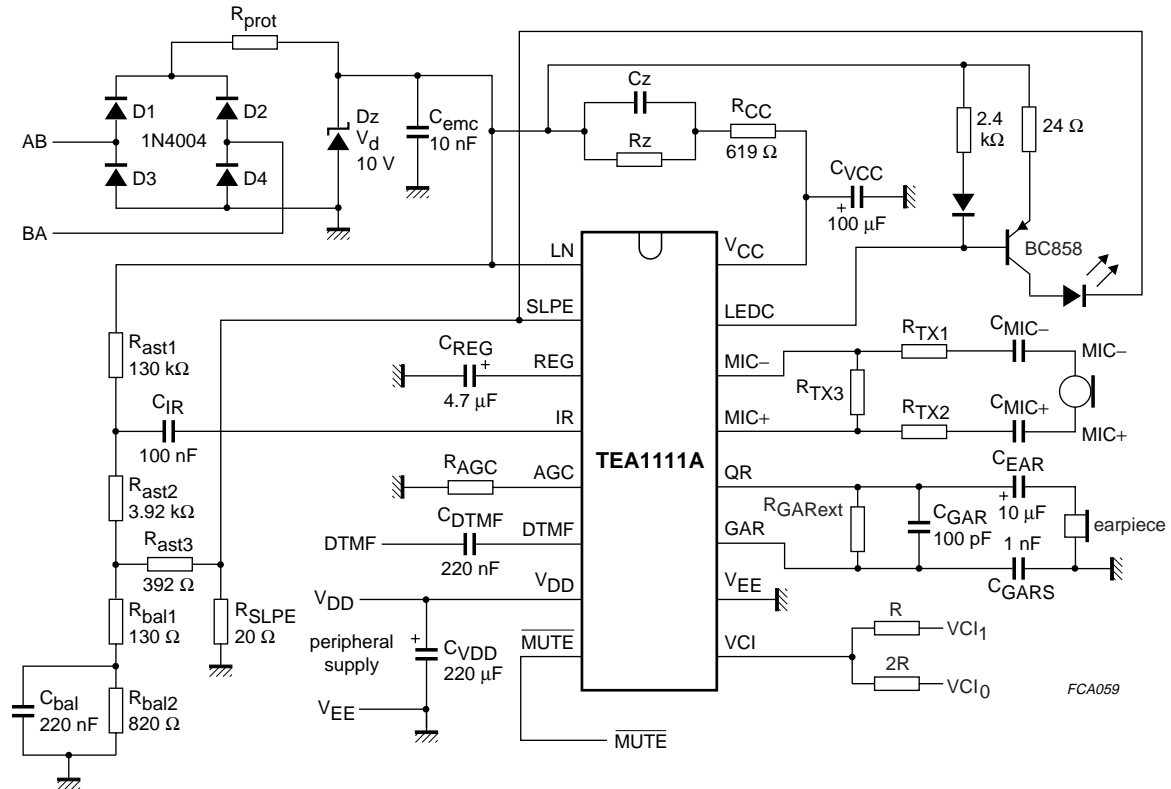 Rprot
D1
D2
1N4004
AB
D3
D4
BA
Dz
Vd
10 V
Cemc
10 nF
Cz
Rz
RCC
619 Ω
2.4
kΩ
24 Ω
CVCC
+
100 μF
BC858
LN
SLPE
REG
IR
AGC
DTMF
VDD
MUTE
TEA1111A
VCC
LEDC
MIC−
MIC+
QR
GAR
VEE
VCI
Rast1
130 kΩ
CREG
+
4.7 μF
CIR
100 nF
Rast2
3.92 kΩ
RAGC
CDTMF
DTMF
220 nF
Rast3
392 Ω
Rbal1
130 Ω
RSLPE
20 Ω
VDD
peripheral
supply
+
CVDD
220 μF
VEE
Cbal
220 nF
Rbal2
820 Ω
MUTE
RTX1
CMIC−
MIC−
RTX3
RTX2
CMIC+
MIC+
CEAR
+
10 μF
RGARext
CGAR
100 pF
earpiece
1 nF
CGARS
R
VCI1
2R
VCI0
FCA059